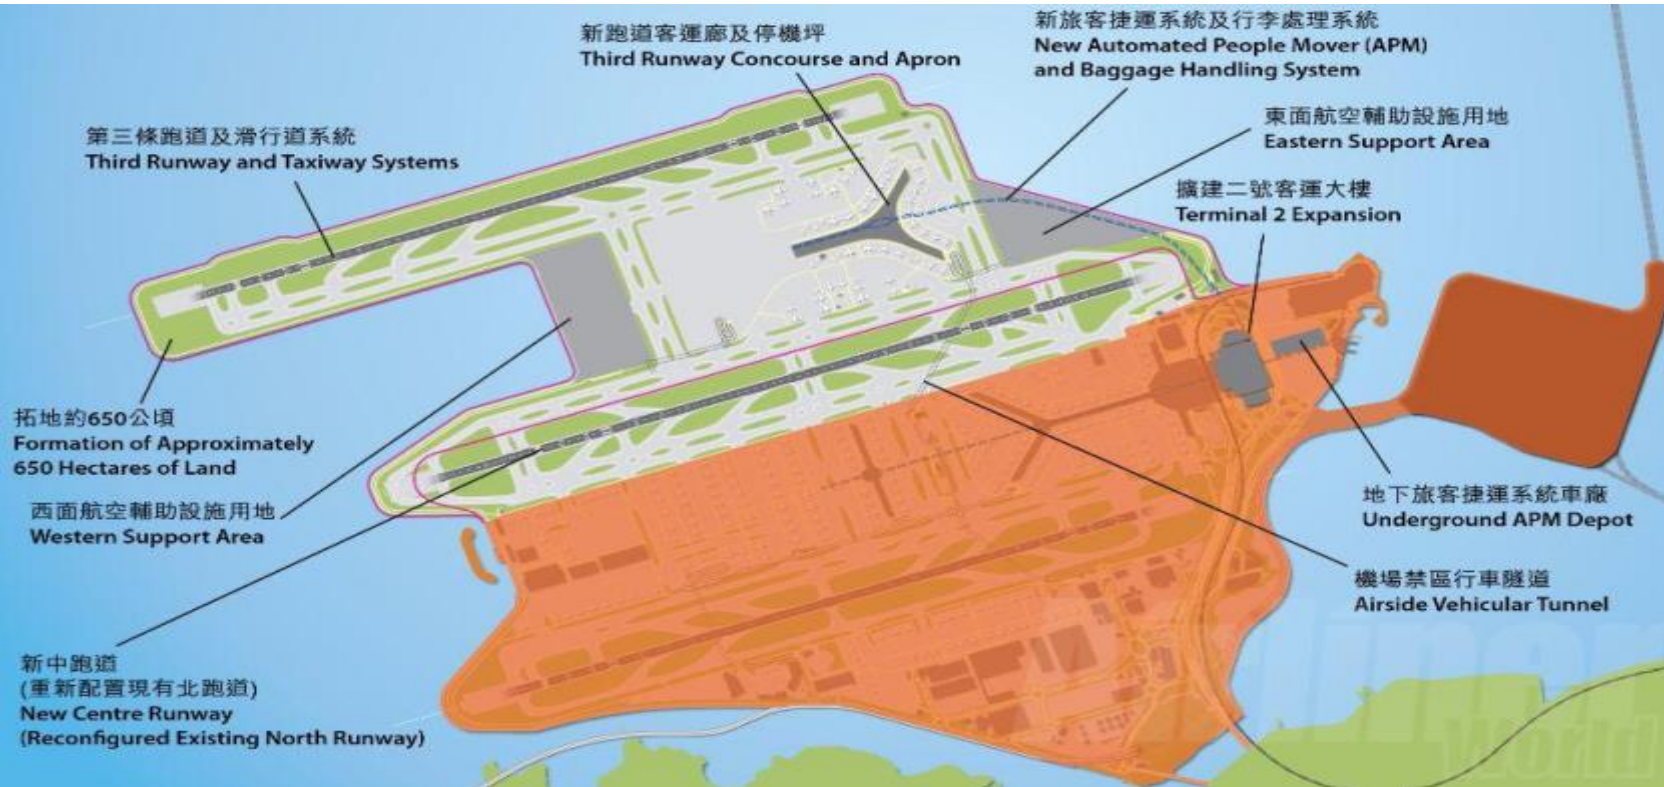 新跑道客運廊及停機坪
Third Runway Concourse and Apron
新旅客捷運系統及行李處理系統
New Automated People Mover (APM)
and Baggage Handling System
東面航空輔助設施用地
Eastern Support Area
第三條跑道及滑行道系統
Third Runway and Taxiway Systems
擴建二號客運大樓
Terminal 2 Expansion
拓地約650公頃
Formation of Approximately
650 Hectares of Land
西面航空輔助設施用地
Western Support Area
地下旅客捷運系統車廠
Underground APM Depot
機場禁區行車隧道
Airside Vehicular Tunnel
新中跑道
(重新配置現有北跑道)
New Centre Runway
(Reconfigured Existing North Runway)
Airliner
World